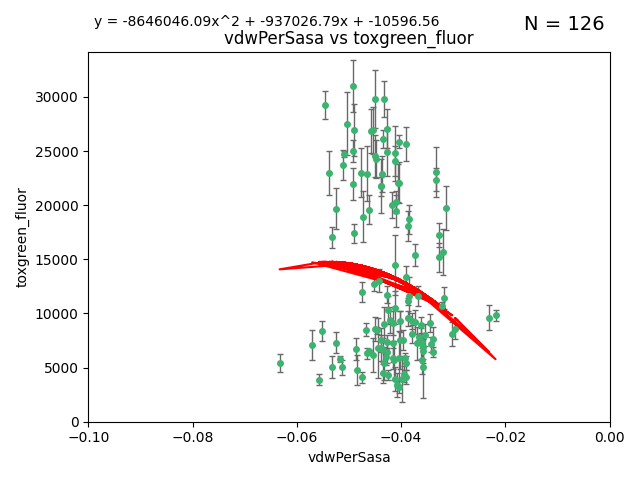 y = -8646046.09x^2 + -937026.79x + -10596.56
N = 126
vdwPerSasa vs toxgreen_fluor
30000
25000
20000
15000
10000
5000
0
toxgreen_fluor
−0.10
−0.08
−0.06
−0.04
−0.02
0.00
vdwPerSasa